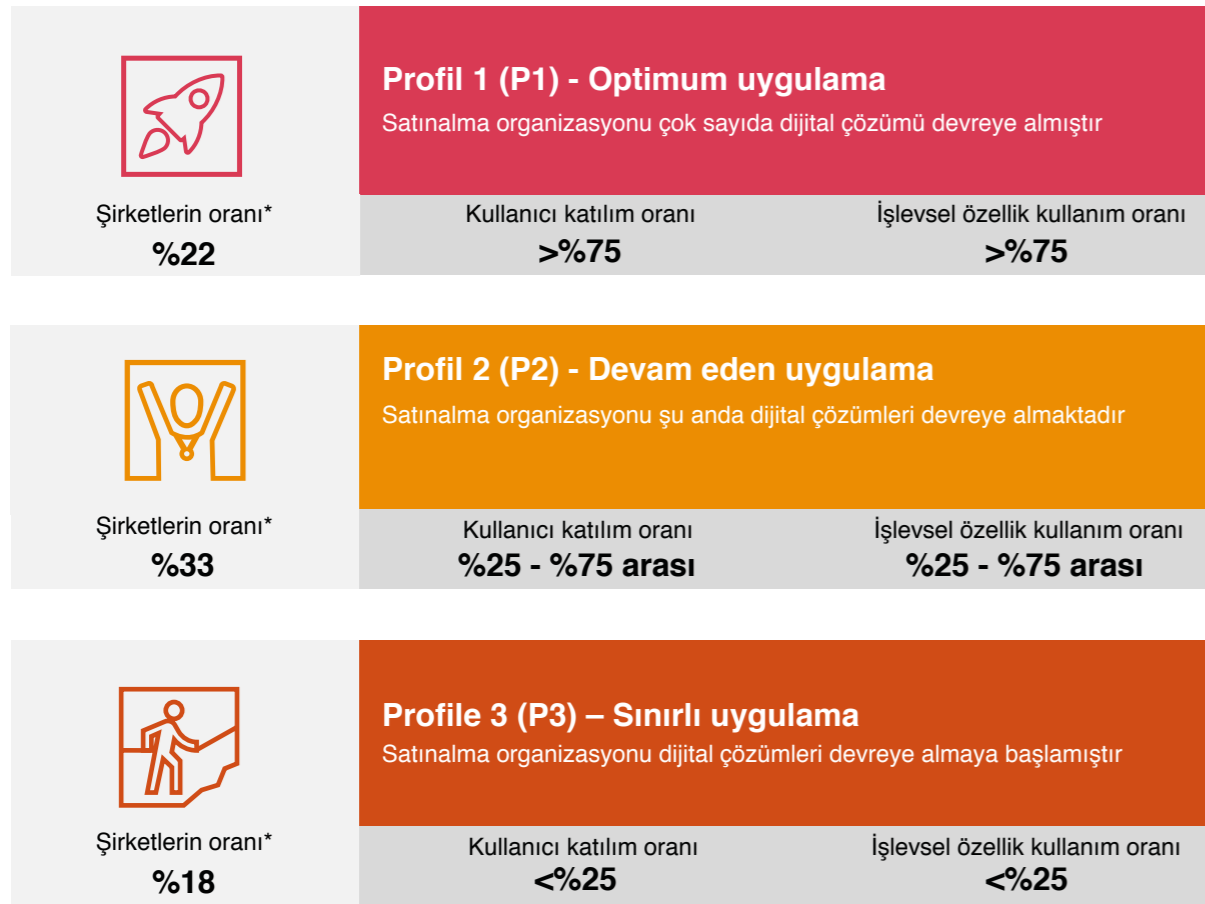 Profil 1 (P1) - Optimum uygulama
Satınalma organizasyonu çok sayıda dijital çözümü devreye almıştır
Şirketlerin oranı*
%22
Kullanıcı katılım oranı
>%75
İşlevsel özellik kullanım oranı
>%75
Profil 2 (P2) - Devam eden uygulama
Satınalma organizasyonu şu anda dijital çözümleri devreye almaktadır
Şirketlerin oranı*
%33
Kullanıcı katılım oranı
%25 - %75 arası
İşlevsel özellik kullanım oranı
%25 - %75 arası
Profile 3 (P3) – Sınırlı uygulama
Satınalma organizasyonu dijital çözümleri devreye almaya başlamıştır
Şirketlerin oranı*
%18
Kullanıcı katılım oranı
<%25
İşlevsel özellik kullanım oranı
<%25